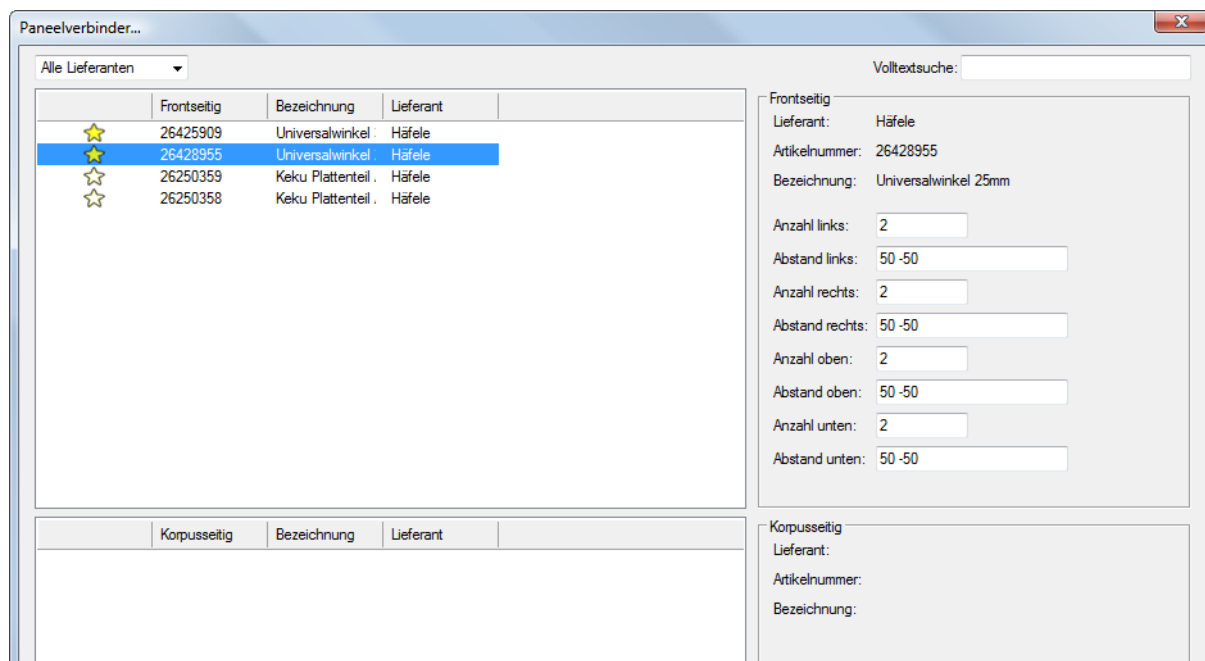 Paneelverbinder...
Alle Lieferanten
Volltextsuche:
Frontseitig Bezeichnung Lieferant
26425909 Universalwinkel Häfele
26428955 Universalwinkel Häfele
26250359 Keku Plattenteil Häfele
26250358 Keku Plattenteil Häfele
Frontseitig
Lieferant: Häfele
Artikelnummer: 26428955
Bezeichnung: Universalwinkel 25mm
Anzahl links: 2
Abstand links: 50 -50
Anzahl rechts: 2
Abstand rechts: 50 -50
Anzahl oben: 2
Abstand oben: 50 -50
Anzahl unten: 2
Abstand unten: 50 -50
Korpusseitig Bezeichnung Lieferant
Korpusseitig
Lieferant:
Artikelnummer:
Bezeichnung: